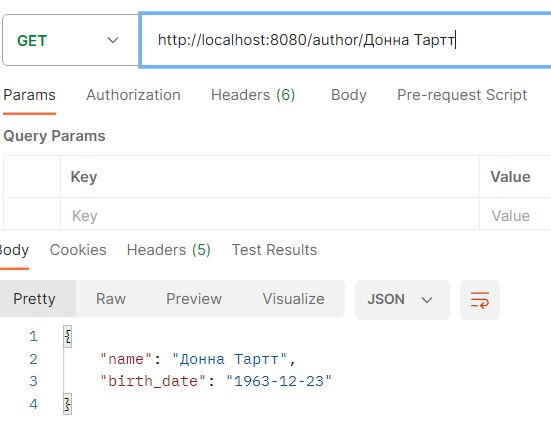 GET http://localhost:8080/author/Донна Тартт
Params Authorization Headers (6) Body Pre-request Script
Query Params
Key Value
Key Value
Body Cookies Headers (5) Test Results
Pretty Raw Preview Visualize JSON
1 {
2 "name": "Донна Тартт",
3 "birth_date": "1963-12-23"
4 }